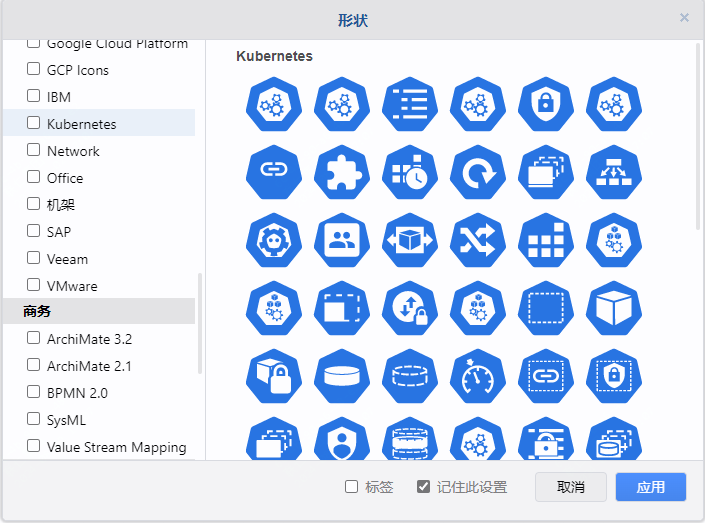 形状
Google Cloud Platform
GCP Icons
IBM
Kubernetes
Network
Office
机架
SAP
Veeam
VMware
商务
ArchiMate 3.2
ArchiMate 2.1
BPMN 2.0
SysML
Value Stream Mapping
Kubernetes
标签
记住此设置
取消
应用